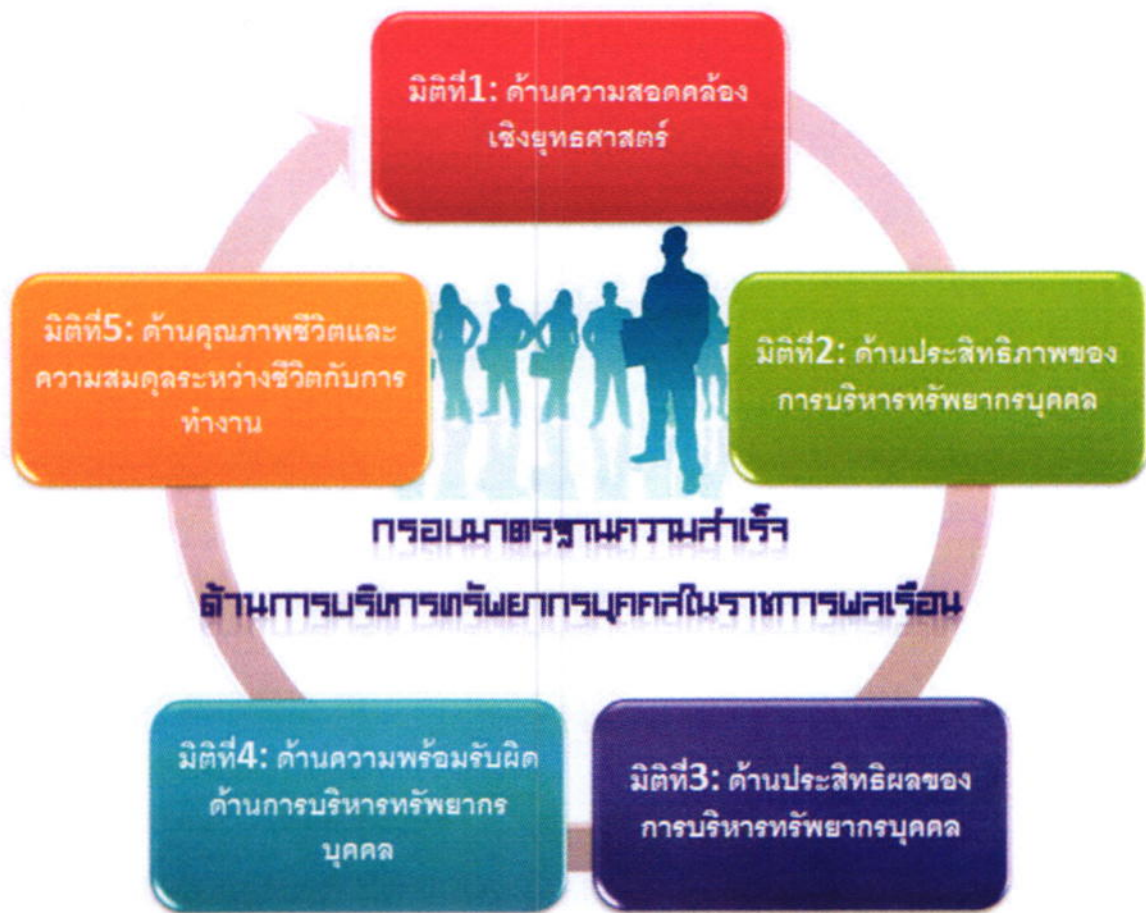 มิติที่1: ด้านความสอดคล้อง
เชิงยุทธศาสตร์
มิติที่2: ด้านประสิทธิภาพของ
การบริหารทรัพยากรบุคคล
มิติที่3: ด้านประสิทธิผลของ
การบริหารทรัพยากรบุคคล
มิติที่4: ด้านความพร้อมรับผิด
ด้านการบริหารทรัพยากร
บุคคล
มิติที่5: ด้านคุณภาพชีวิตและ
ความสมดุลระหว่างชีวิตกับการ
ทำงาน
กรอบมาตรฐานความสำเร็จ
ด้านการบริหารทรัพยากรบุคคลในราชการพลเรือน